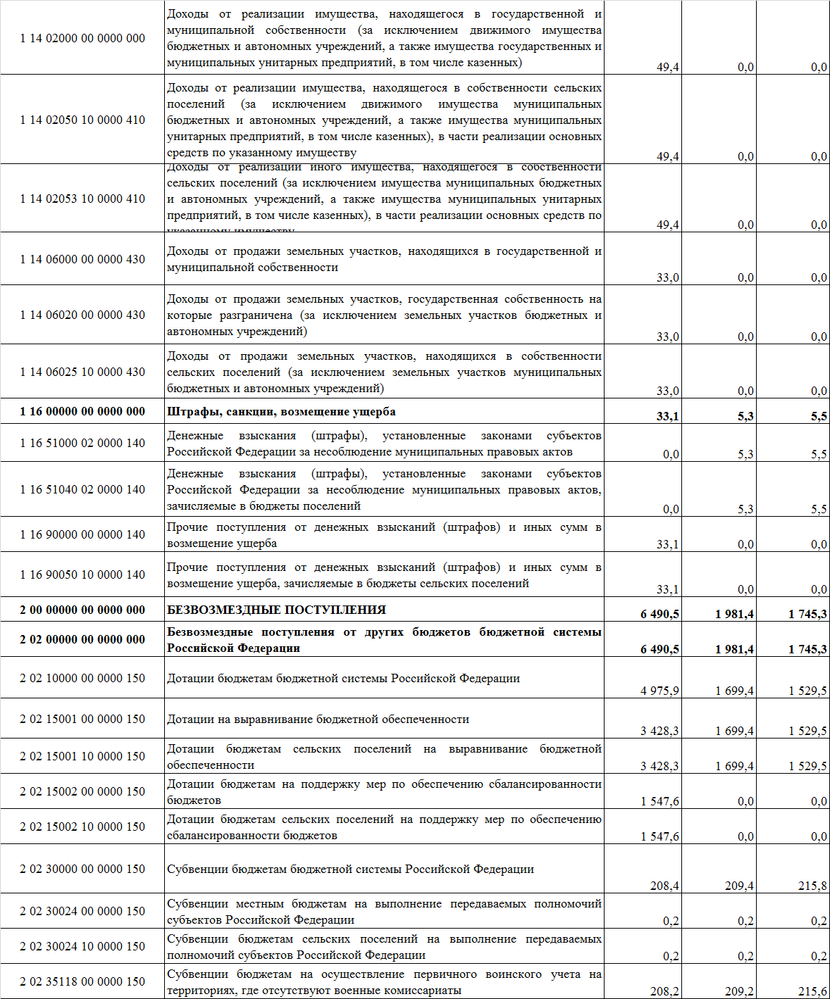 1 14 02000 00 0000 000
Доходы от реализации имущества, находящегося в государственной и
муниципальной собственности (за исключением движимого имущества
бюджетных и автономных учреждений, а также имущества государственных и
муниципальных унитарных предприятий, в том числе казенных)
49,4 0,0 0,0
1 14 02050 10 0000 410
Доходы от реализации имущества, находящегося в собственности сельских
поселений (за исключением движимого имущества муниципальных
бюджетных и автономных учреждений, а также имущества муниципальных
унитарных предприятий, в том числе казенных), в части реализации основных
средств по указанному имуществу
49,4 0,0 0,0
1 14 02053 10 0000 410
Доходы от реализации иного имущества, находящегося в собственности
сельских поселений (за исключением имущества муниципальных бюджетных
и автономных учреждений, а также имущества муниципальных унитарных
предприятий, в том числе казенных), в части реализации основных средств по
указанному имуществу
49,4 0,0 0,0
1 14 06000 00 0000 430
Доходы от продажи земельных участков, находящихся в государственной и
муниципальной собственности
33,0 0,0 0,0
1 14 06020 00 0000 430
Доходы от продажи земельных участков, государственная собственность на
которые разграничена (за исключением земельных участков бюджетных и
автономных учреждений)
33,0 0,0 0,0
1 14 06025 10 0000 430
Доходы от продажи земельных участков, находящихся в собственности
сельских поселений (за исключением земельных участков муниципальных
бюджетных и автономных учреждений)
33,0 0,0 0,0
1 16 00000 00 0000 000
Штрафы, санкции, возмещение ущерба
33,1 5,3 5,5
1 16 51000 02 0000 140
Денежные взыскания (штрафы), установленные законами субъектов
Российской Федерации за несоблюдение муниципальных правовых актов
0,0 5,3 5,5
1 16 51040 02 0000 140
Денежные взыскания (штрафы), установленные законами субъектов
Российской Федерации за несоблюдение муниципальных правовых актов,
зачисляемые в бюджеты поселений
0,0 5,3 5,5
1 16 90000 00 0000 140
Прочие поступления от денежных взысканий (штрафов) и иных сумм в
возмещение ущерба
33,1 0,0 0,0
1 16 90050 10 0000 140
Прочие поступления от денежных взысканий (штрафов) и иных сумм в
возмещение ущерба, зачисляемые в бюджеты сельских поселений
33,1 0,0 0,0
2 00 00000 00 0000 000
БЕЗВОЗМЕЗДНЫЕ ПОСТУПЛЕНИЯ
6 490,5 1 981,4 1 745,3
2 02 00000 00 0000 000
Безвозмездные поступления от других бюджетов бюджетной системы
Российской Федерации
6 490,5 1 981,4 1 745,3
2 02 10000 00 0000 150
Дотации бюджетам бюджетной системы Российской Федерации
4 975,9 1 699,4 1 529,5
2 02 15001 00 0000 150
Дотации на выравнивание бюджетной обеспеченности
3 428,3 1 699,4 1 529,5
2 02 15001 10 0000 150
Дотации бюджетам сельских поселений на выравнивание бюджетной
обеспеченности
3 428,3 1 699,4 1 529,5
2 02 15002 00 0000 150
Дотации бюджетам на поддержку мер по обеспечению сбалансированности
бюджетов
1 547,6 0,0 0,0
2 02 15002 10 0000 150
Дотации бюджетам сельских поселений на поддержку мер по обеспечению
сбалансированности бюджетов
1 547,6 0,0 0,0
2 02 30000 00 0000 150
Субвенции бюджетам бюджетной системы Российской Федерации
208,4 209,4 215,8
2 02 30024 00 0000 150
Субвенции местным бюджетам на выполнение передаваемых полномочий
субъектов Российской Федерации
0,2 0,2 0,2
2 02 30024 10 0000 150
Субвенции бюджетам сельских поселений на выполнение передаваемых
полномочий субъектов Российской Федерации
0,2 0,2 0,2
2 02 35118 00 0000 150
Субвенции бюджетам на осуществление первичного воинского учета на
территориях, где отсутствуют военные комиссариаты
208,2 209,2 215,6